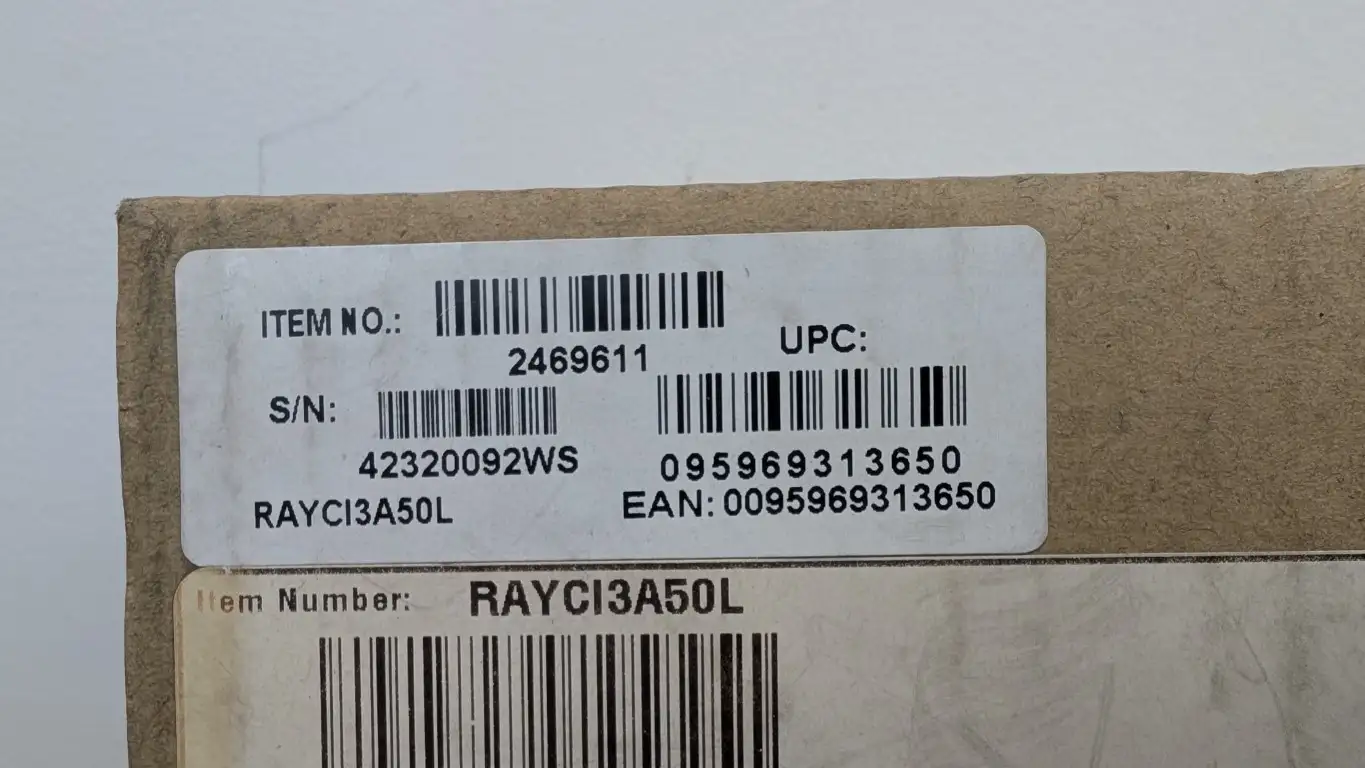 ITEM NO.:
2469611
UPC:
S/N:
42320092WS
095969313650
RAYCI3A50L
EAN: 0095969313650
Item Number: RAYCI3A50L